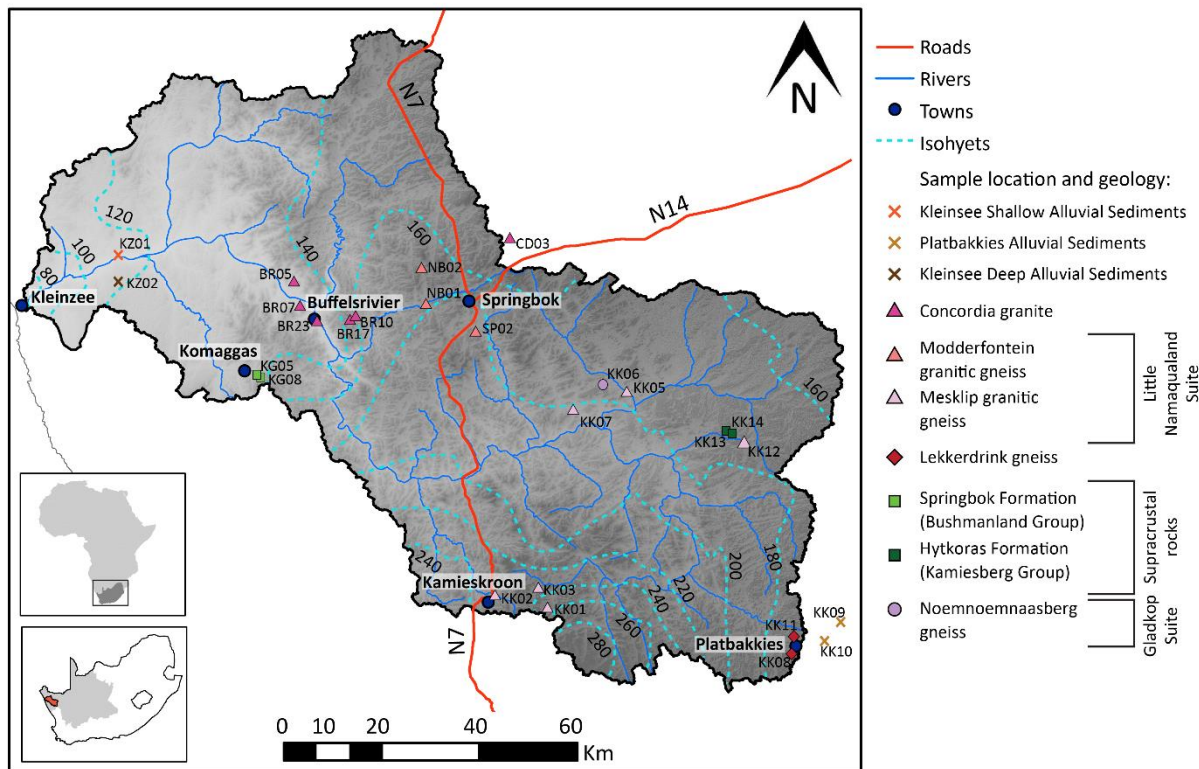 N7
N
N14
160
120
140
CD03
KZ01
100
NB02
80
KZ02
BR05
Kleinzee
BR07
Buffelsrivier
NB01
Springbok
BR23
BR10
BR17
SP02
Komaggas
KG05
KG08
KK06
KK05
160
KK07
KK14
KK13
KK12
240
Kamieskroon
KK03
KK02
KK01
200
180
220
240
260
280
KK09
KK11
Platbakkies
KK10
KK08
N7
0 10 20 40 60
Km
Roads
Rivers
Towns
Isohyets
Sample location and geology:
Kleinsee Shallow Alluvial Sediments
Platbakkies Alluvial Sediments
Kleinsee Deep Alluvial Sediments
Concordia granite
Modderfontein
granitic gneiss
Mesklip granitic
gneiss
Little
Namaqualand
Suite
Lekkerdrink gneiss
Springbok Formation
(Bushmanland Group)
Hytkoras Formation
(Kamiesberg Group)
Supracrustal
rocks
Noemnoemnaasberg
gneiss
Gladkop
Suite